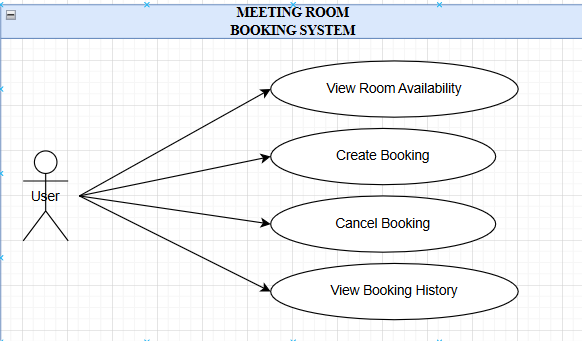 MEETING ROOM
BOOKING SYSTEM
View Room Availability
Create Booking
User
Cancel Booking
View Booking History